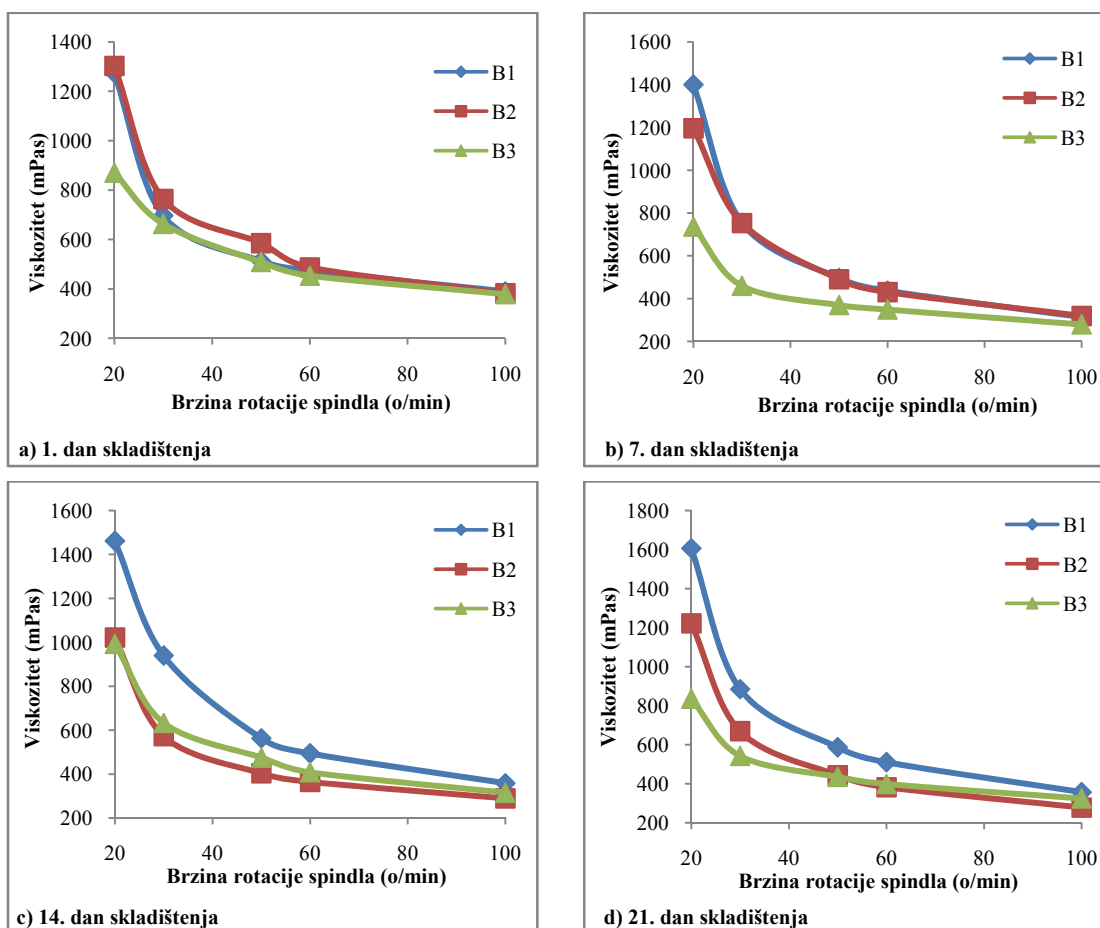 1400
1200
1000
800
600
400
200
20
40
60
80
100
Viskozitet (mPas)
Brzina rotacije spindla (o/min)
B1
B2
B3
a) 1. dan skladištenja
1600
1400
1200
1000
800
600
400
200
20
40
60
80
100
Viskozitet (mPas)
Brzina rotacije spindla (o/min)
B1
B2
B3
b) 7. dan skladištenja
1600
1400
1200
1000
800
600
400
200
20
40
60
80
100
Viskozitet (mPas)
Brzina rotacije spindla (o/min)
B1
B2
B3
c) 14. dan skladištenja
1800
1600
1400
1200
1000
800
600
400
200
20
40
60
80
100
Viskozitet (mPas)
Brzina rotacije spindla (o/min)
B1
B2
B3
d) 21. dan skladištenja